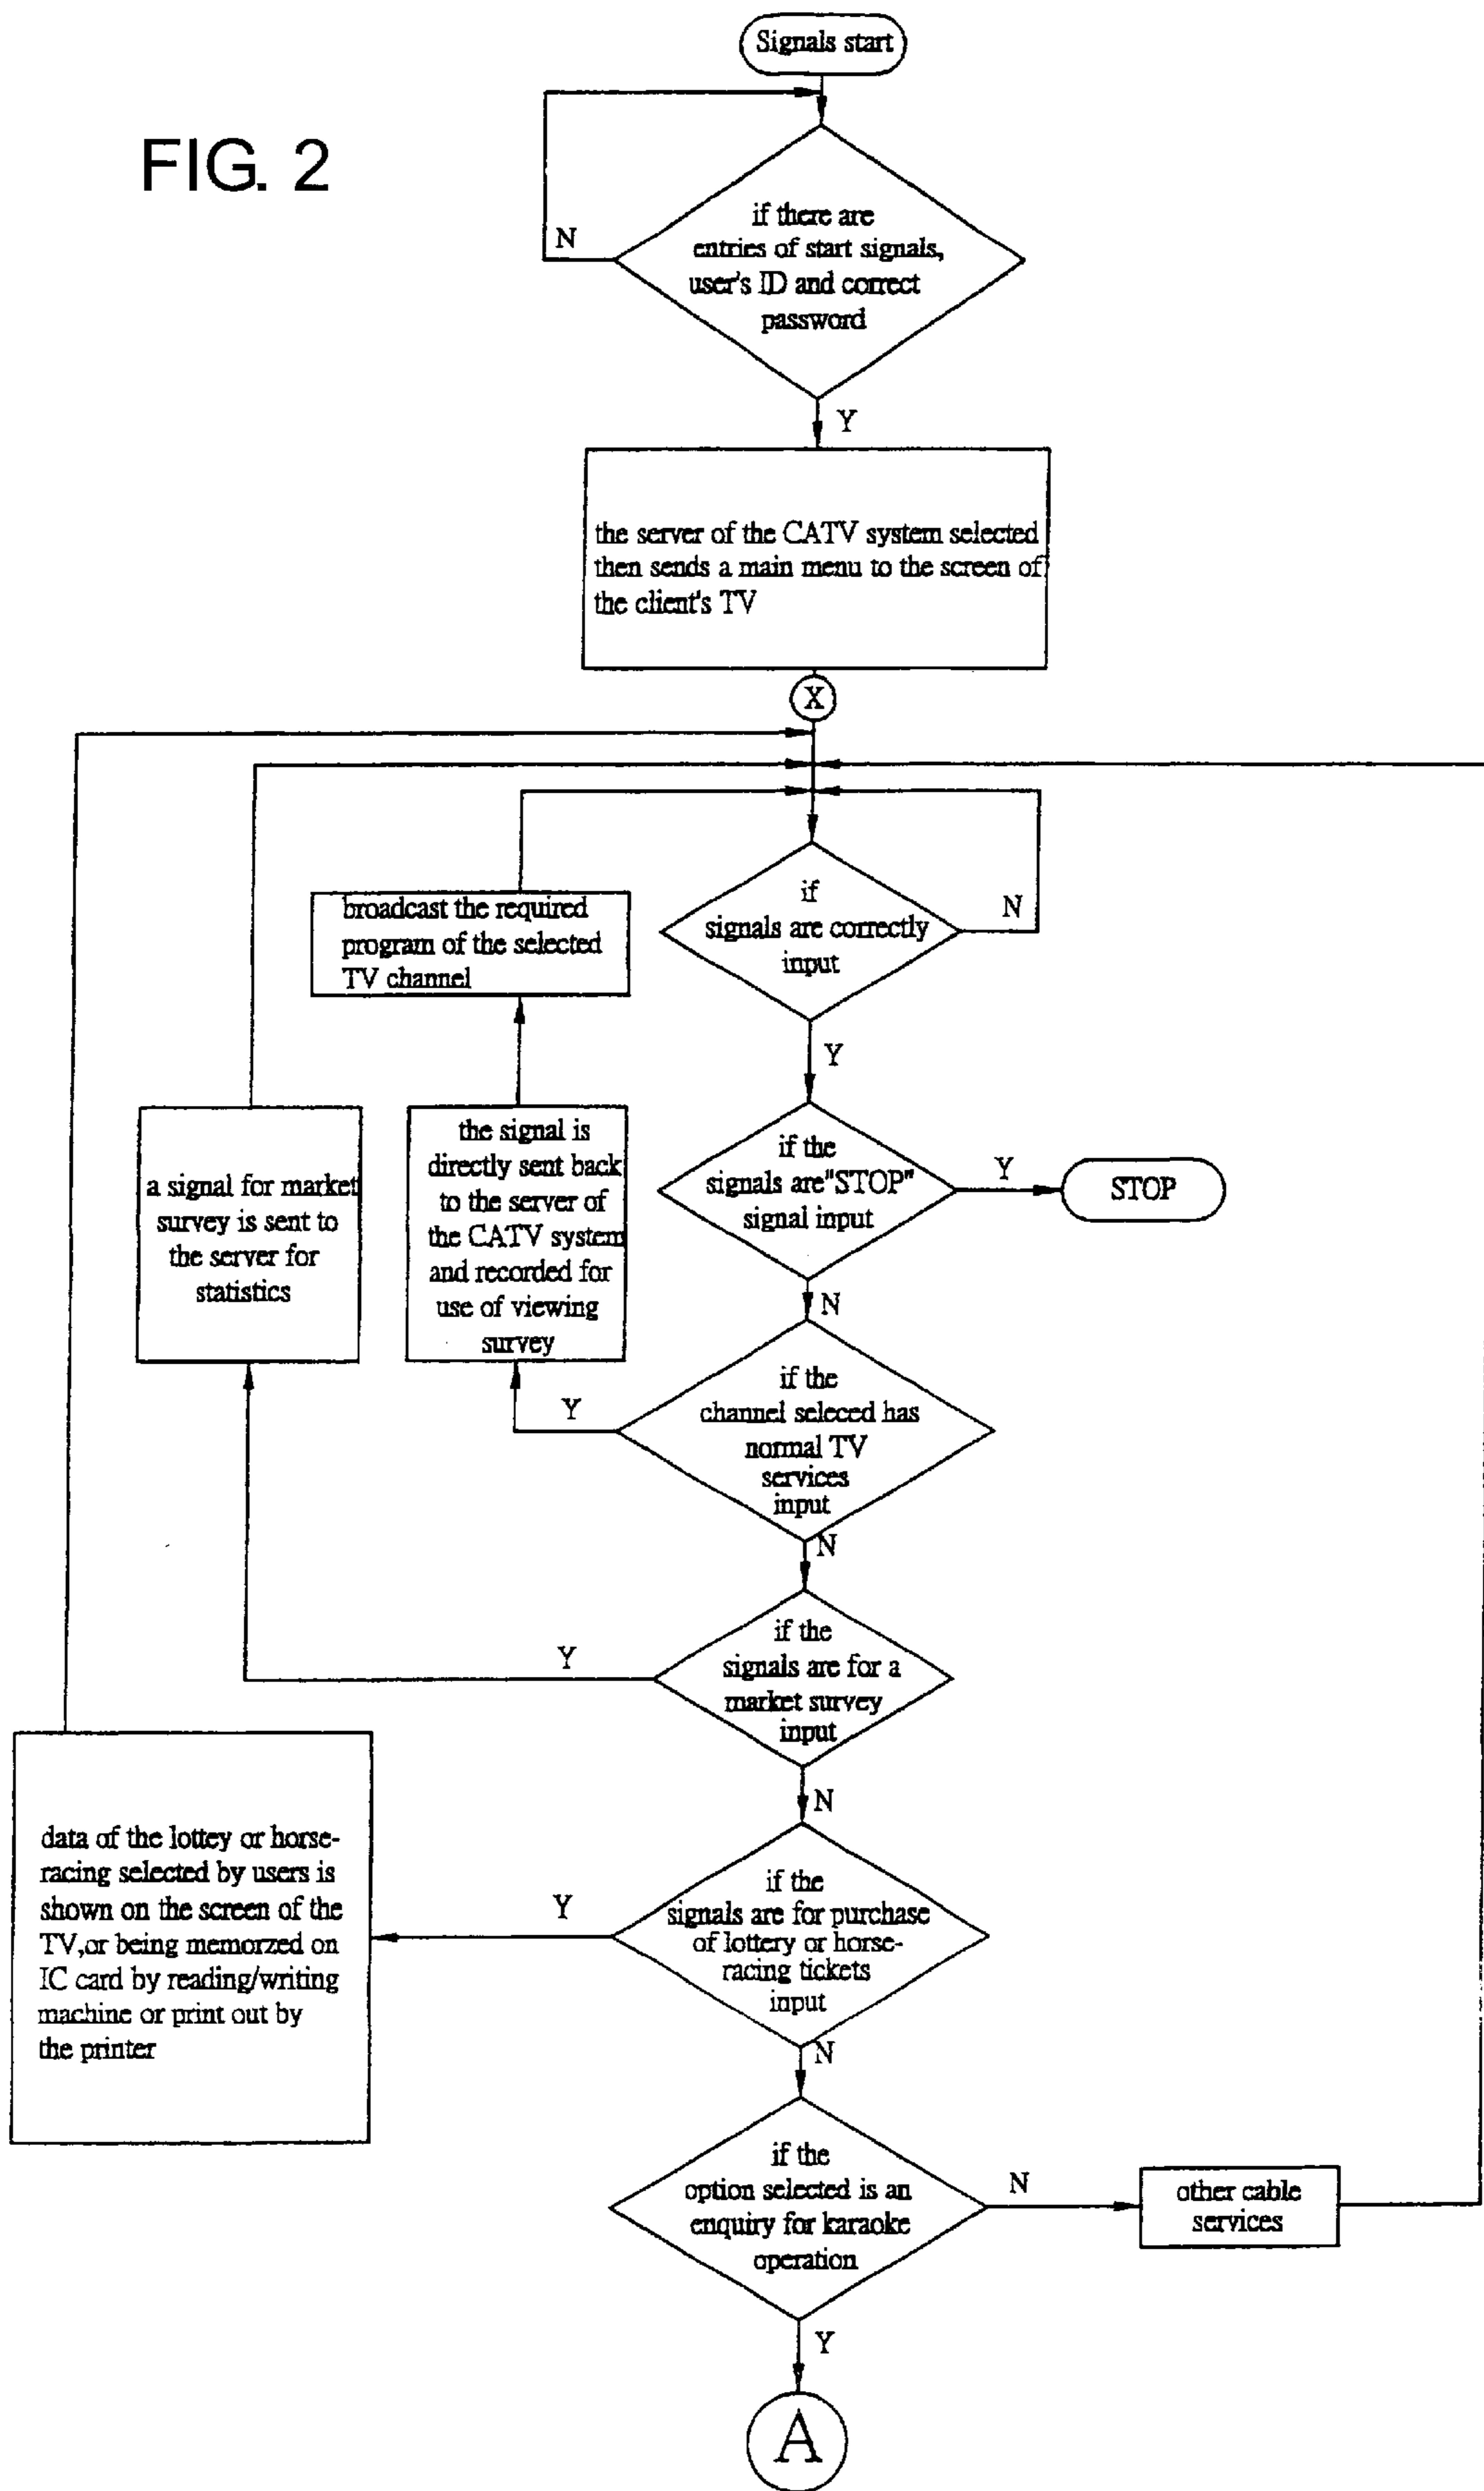 Signals start
FIG. 2
if there are
entries of start signals,
user's ID and correct
password
N
Y
the server of the CATV system selected
then sends a main menu to the screen of
the client's TV
X
broadcast the required
program of the selected
TV channel
if
signals are correctly
input
N
Y
a signal for market
survey is sent to
the server for
statistics
the signal is
directly sent back
to the server of
the CATV system
and recorded for
use of viewing
survey
if the
signals are"STOP"
signal input
Y
STOP
N
if the
channel seleced has
normal TV
services
input
Y
N
if the
signals are for a
market survey
input
Y
N
data of the lottey or horse-
racing selected by users is
shown on the screen of the
TV,or being memorzed on
IC card by reading/writing
machine or print out by
the printer
Y
if the
signals are for purchase
of lottery or horse-
racing tickets
input
N
if the
option selected is an
enquiry for karaoke
operation
N
other cable
services
Y
A